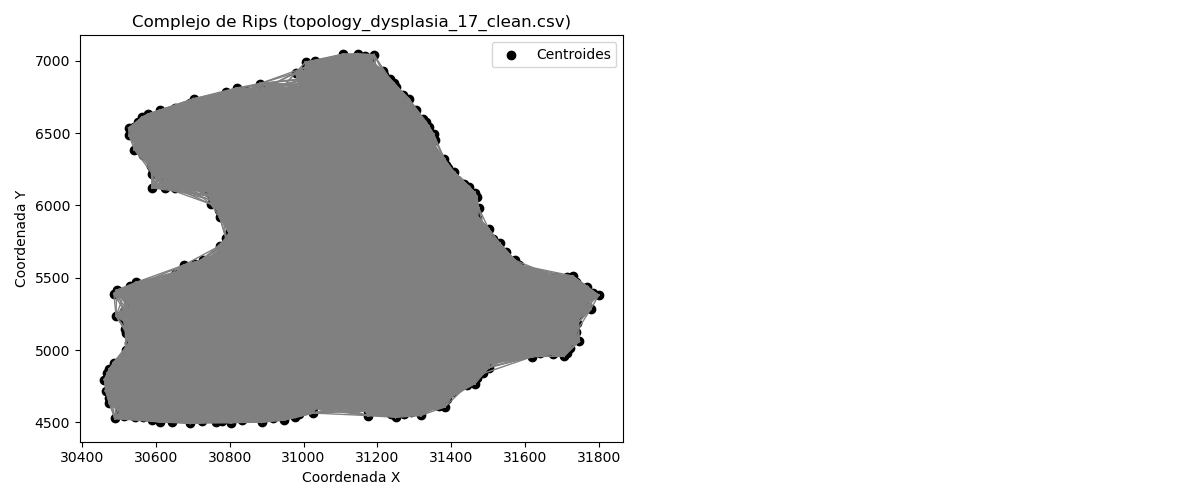 Complejo de Rips (topology_dysplasia_17_clean.csv)
Centroides
7000
6500
6000
5500
5000
4500
Coordenada Y
30400 30600 30800 31000 31200 31400 31600 31800
Coordenada X